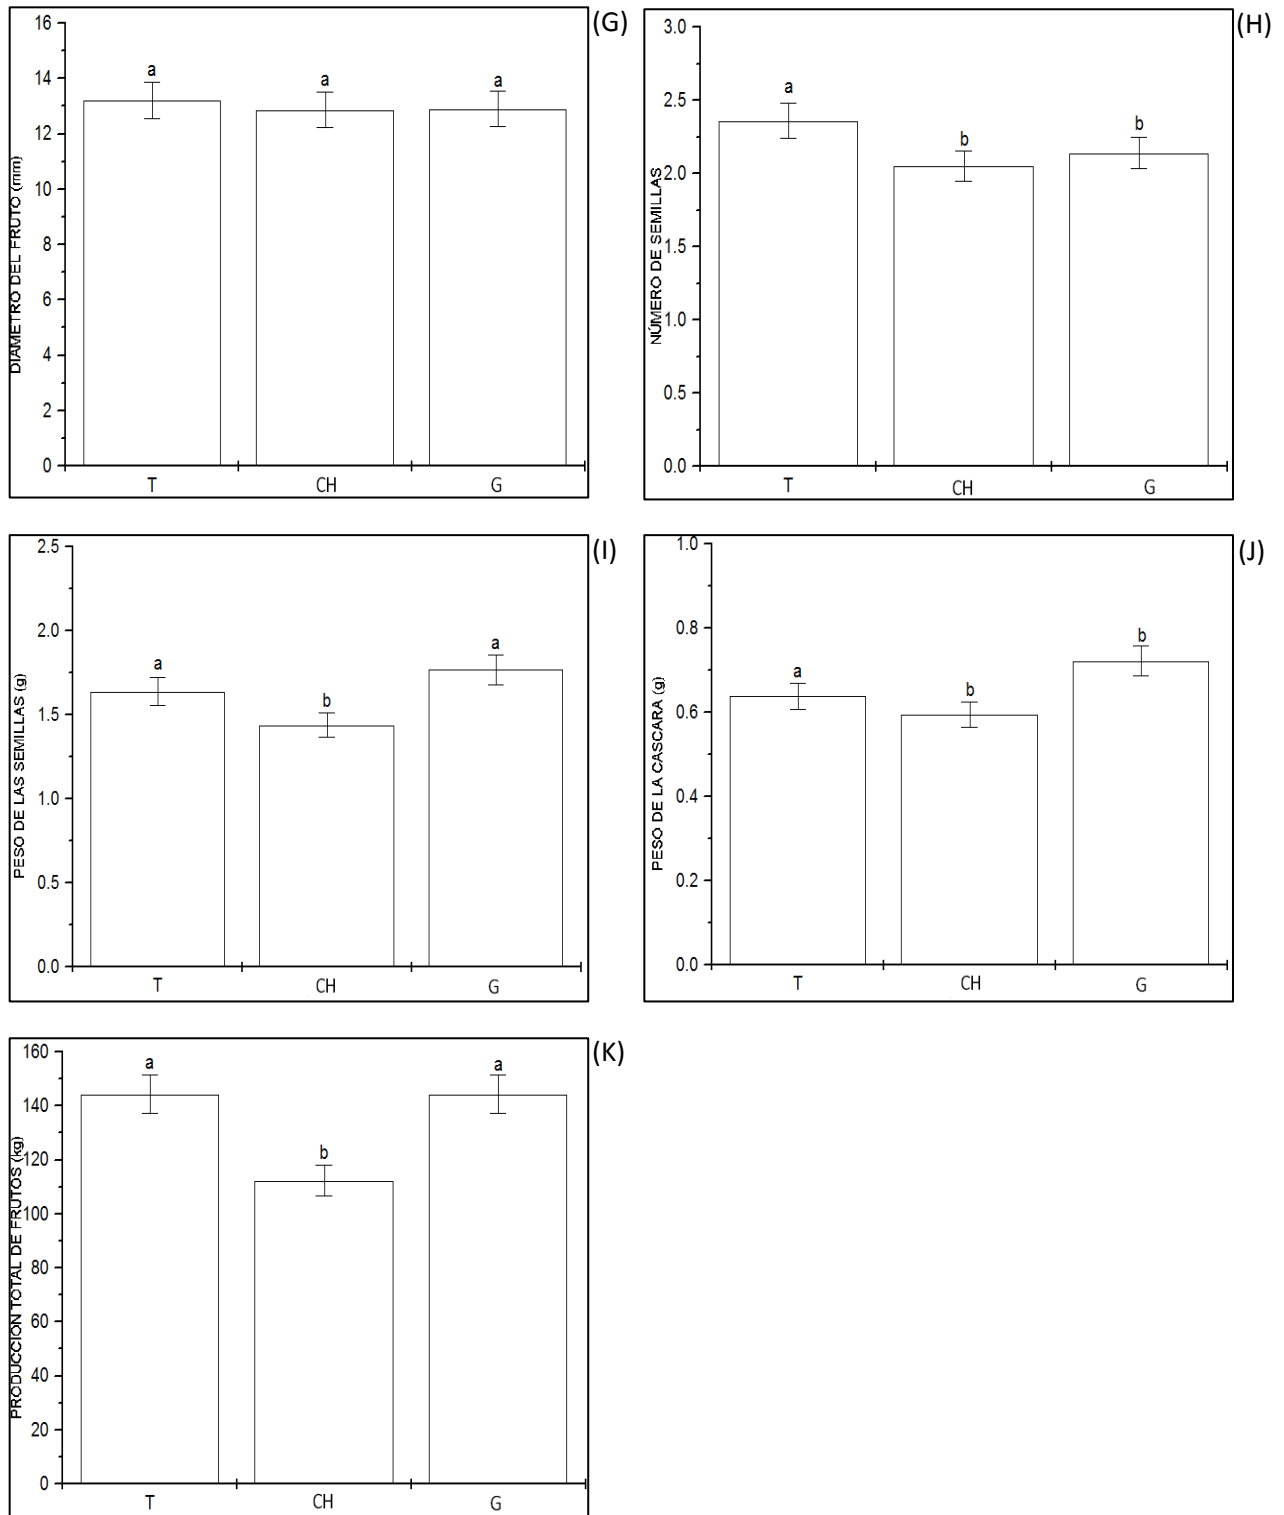 (G)
DIAMETRO DEL FRUTO (mm)
16
14
12
10
8
6
4
2
0
a
a
a
T
CH
G
(H)
NÚMERO DE SEMILLAS
3.0
2.5
2.0
1.5
1.0
0.5
0.0
a
b
b
T
CH
G
(I)
PESO DE LAS SEMILLAS (g)
2.5
2.0
1.5
1.0
0.5
0.0
a
b
a
T
CH
G
(J)
PESO DE LA CASCARA (g)
1.0
0.8
0.6
0.4
0.2
0.0
a
b
b
T
CH
G
(K)
PRODUCCION TOTAL DE FRUTOS (kg)
160
140
120
100
80
60
40
20
0
a
b
a
T
CH
G